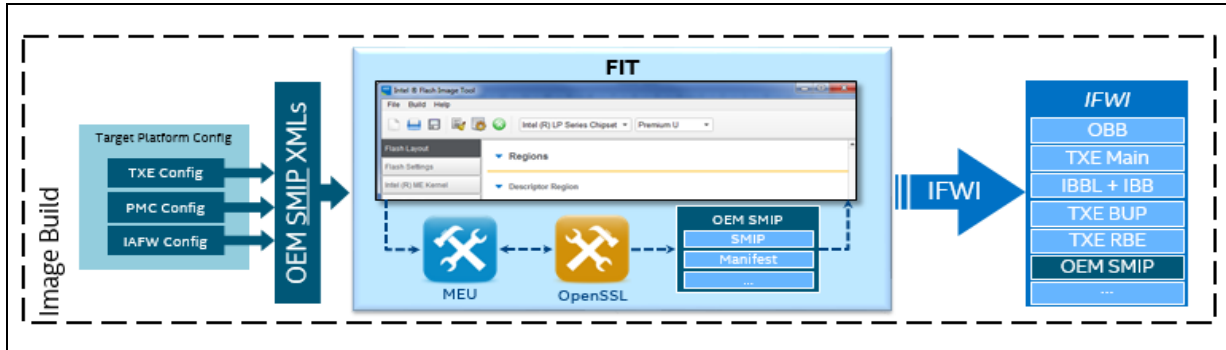 Image Build
Target Platform Config
TXE Config
PMC Config
IAFW Config
OEM SMIP XMLs
FIT
Intel ® Flash Image Tool
File Build Help
Intel (R) LP Series Chipset
Premium U
Flash Layout
Flash Settings
Intel (R) ME Kernel
Regions
Descriptor Region
MEU
OpenSSL
OEM SMIP
SMIP
Manifest
...
IFWI
IFWI
OBB
TXE Main
IBBL + IBB
TXE BUP
TXE RBE
OEM SMIP
...